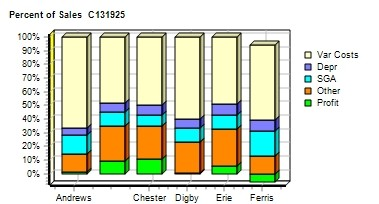 Percent of Sales C131925
100%
90%
80%
70%
60%
50%
40%
30%
20%
10%
0%
Var Costs
Depr
SGA
Other
Profit
Andrews Chester Digby Erie Ferris